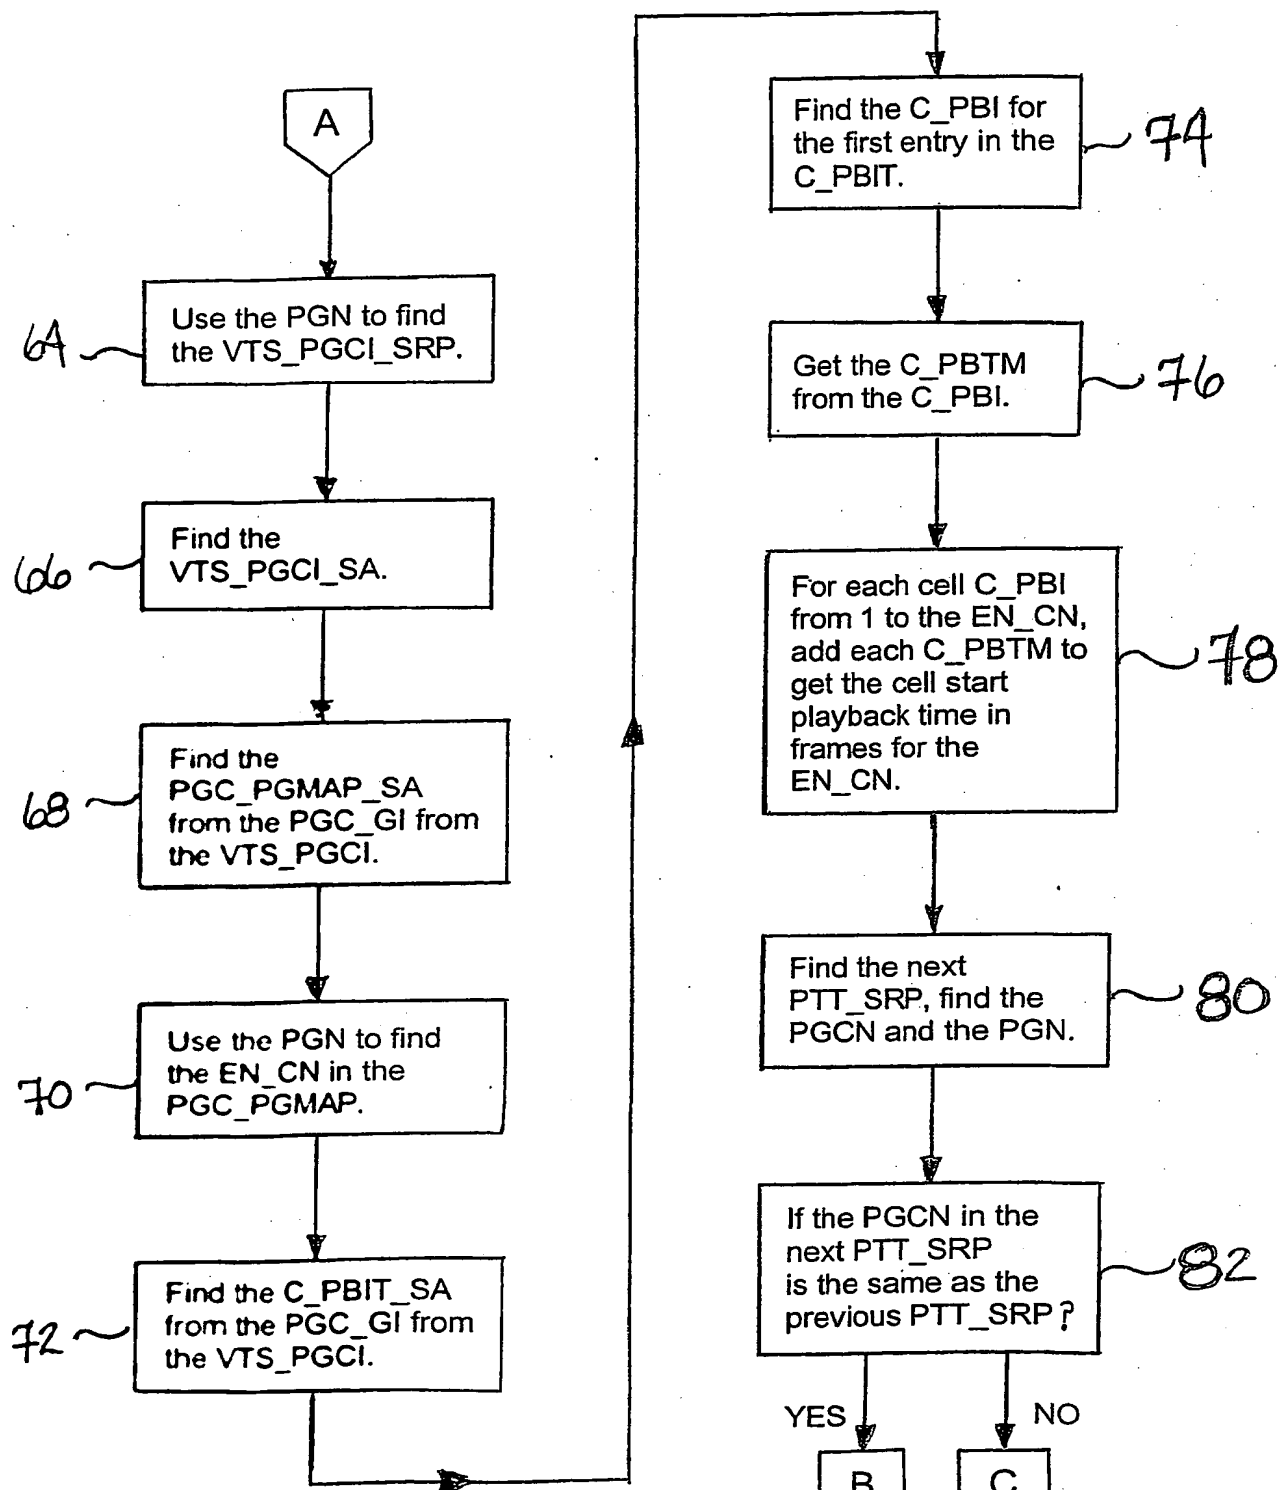 A
64
Use the PGN to find
the VTS_PGCI_SRP.
66
Find the
VTS_PGCI_SA.
68
Find the
PGC_PGMAP_SA
from the PGC_GI from
the VTS_PGCI.
70
Use the PGN to find
the EN_CN in the
PGC_PGMAP.
72
Find the C_PBIT_SA
from the PGC_GI from
the VTS_PGCI.
Find the C_PBI for
the first entry in the
C_PBIT.
74
Get the C_PBTM
from the C_PBI.
76
For each cell C_PBI
from 1 to the EN_CN,
add each C_PBTM to
get the cell start
playback time in
frames for the
EN_CN.
78
Find the next
PTT_SRP, find the
PGCN and the PGN.
80
If the PGCN in the
next PTT_SRP
is the same as the
previous PTT_SRP?
82
YES
NO
B
C